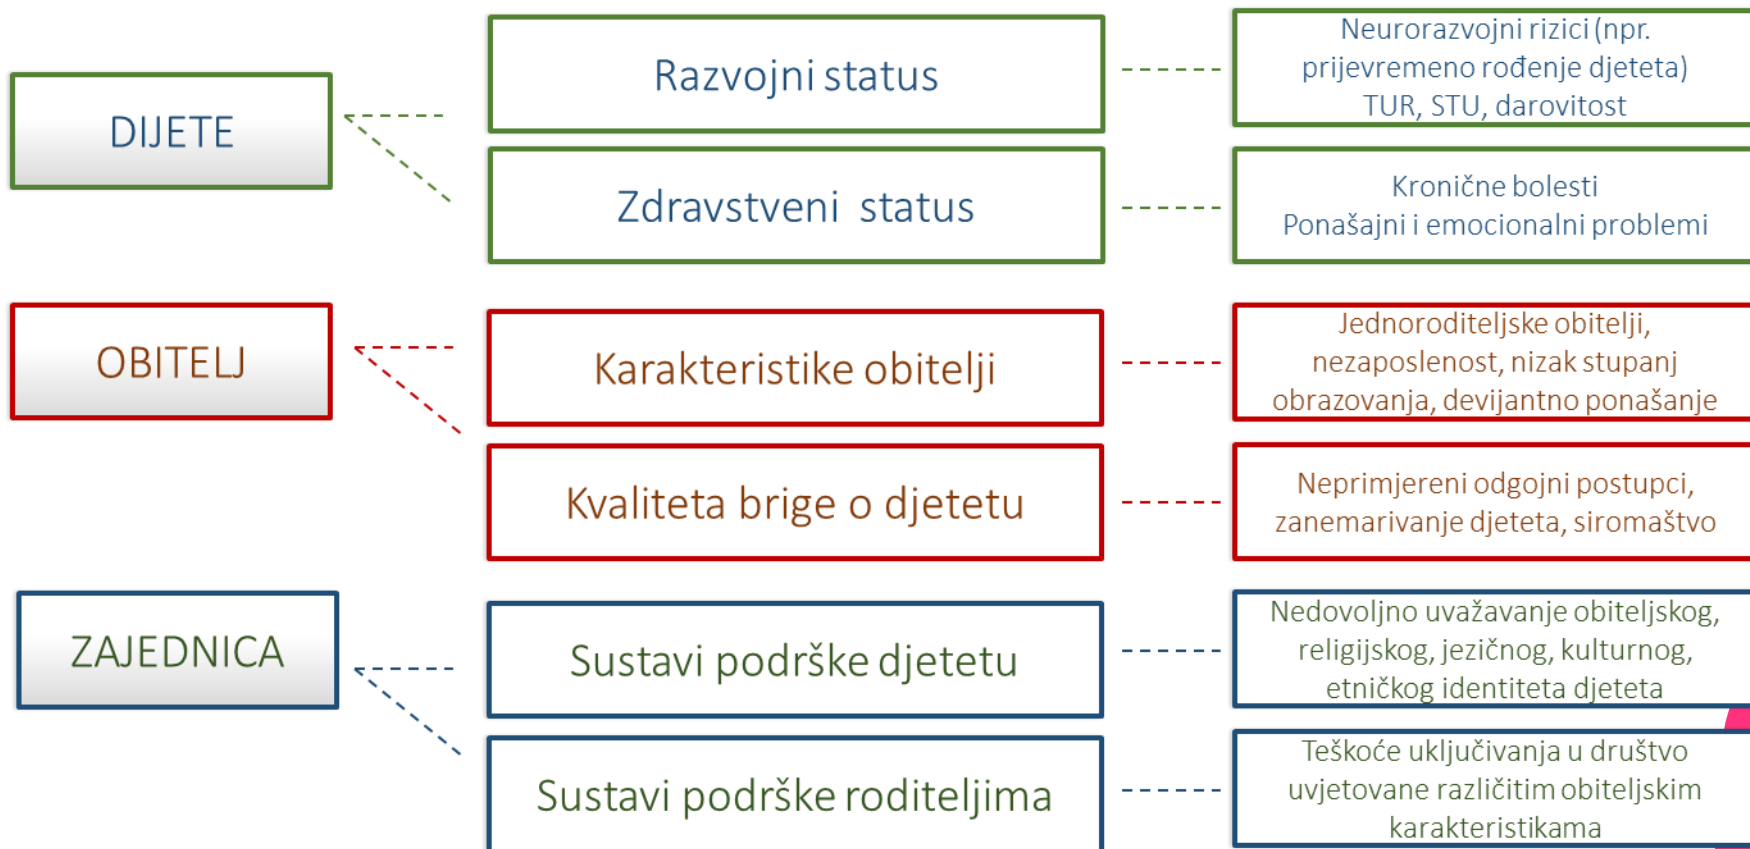 DIJETE
Razvojni status
Neurorazvojni rizici (npr.
prijevremeno rođenje djeteta)
TUR, STU, darovitost
Zdravstveni status
Kronične bolesti
Ponašajni i emocionalni problemi
OBITELJ
Karakteristike obitelji
Jednoroditeljske obitelji,
nezaposlenost, nizak stupanj
obrazovanja, devijantno ponašanje
Kvaliteta brige o djetetu
Neprimjereni odgojni postupci,
zanemarivanje djeteta, siromaštvo
ZAJEDNICA
Sustavi podrške djetetu
Nedovoljno uvažavanje obiteljskog,
religijskog, jezičnog, kulturnog,
etničkog identiteta djeteta
Sustavi podrške roditeljima
Teškoće uključivanja u društvo
uvjetovane različitim obiteljskim
karakteristikama